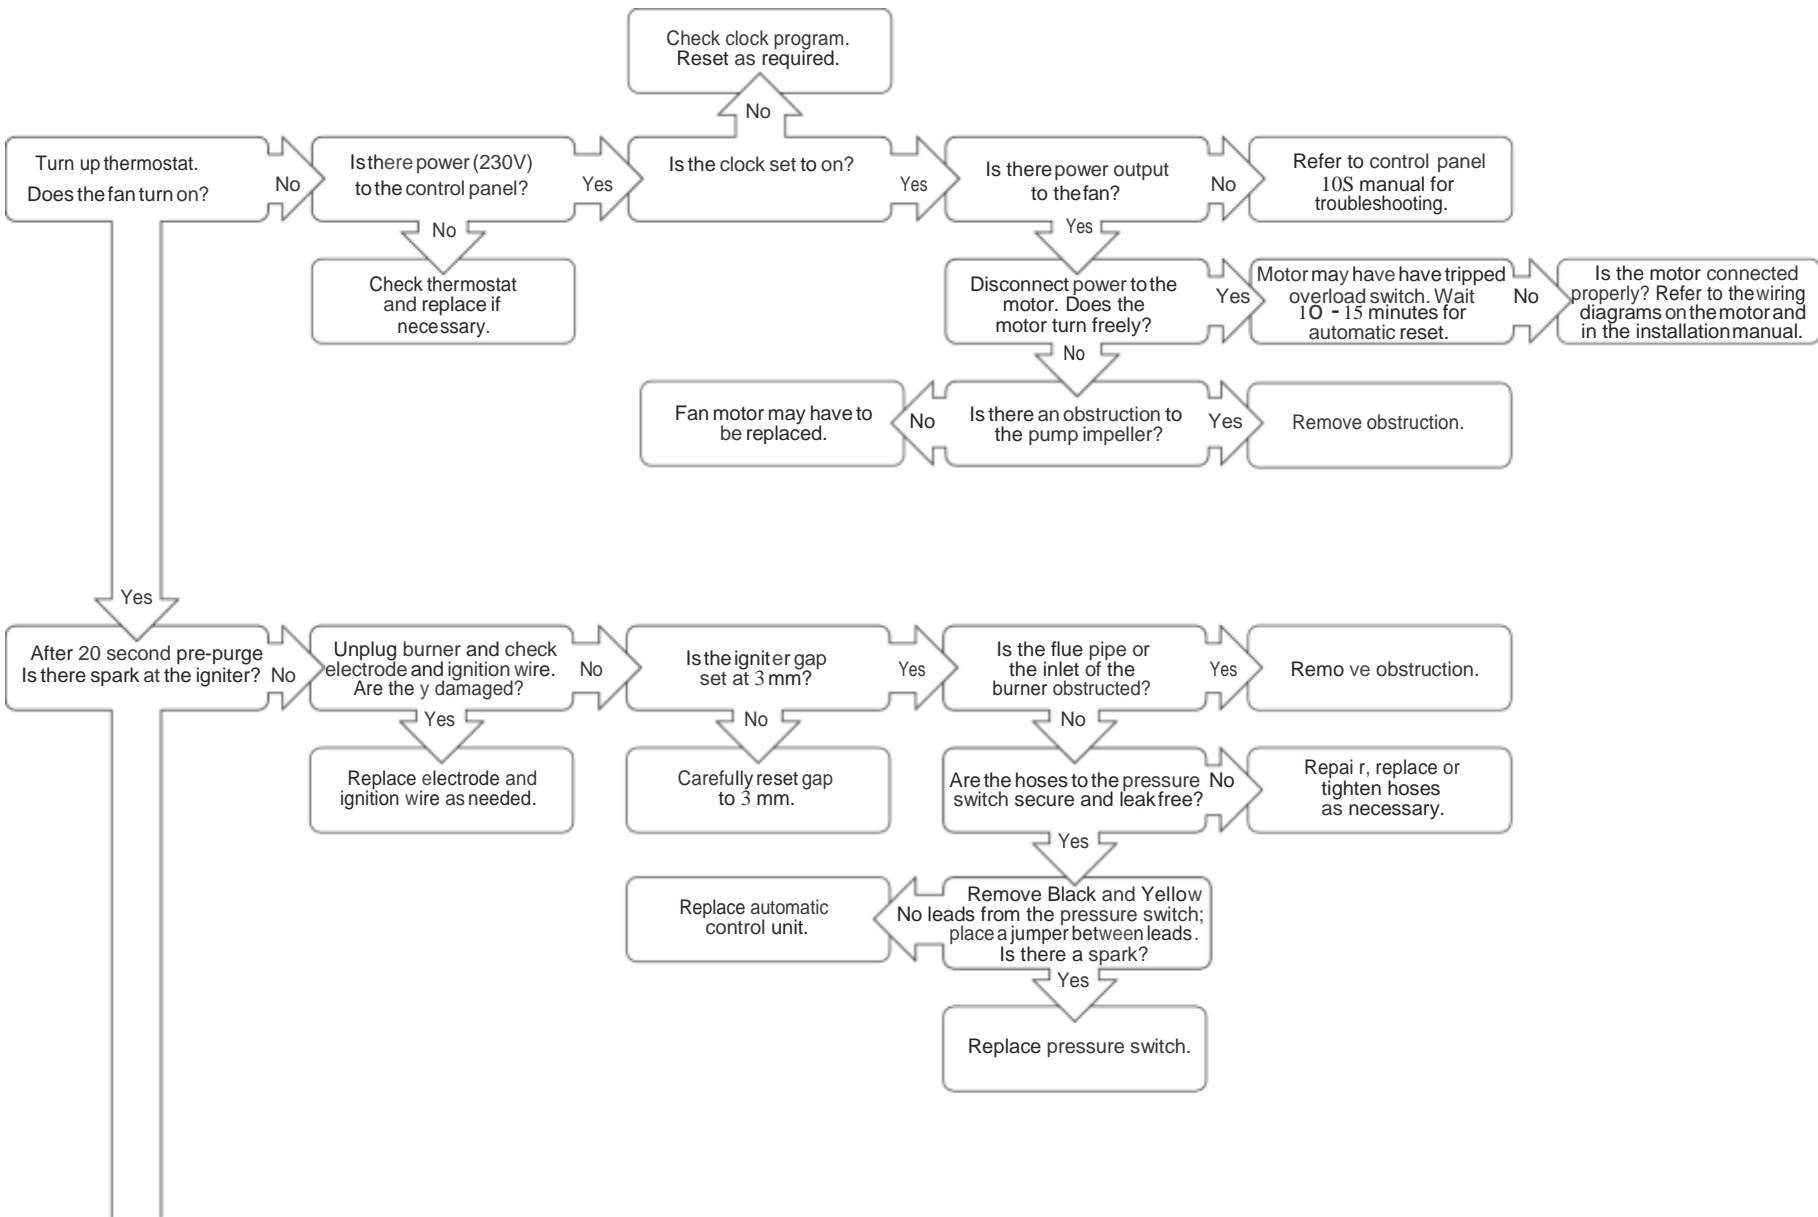 Check clock program.
Reset as required.
No
Turn up thermostat.
Does the fan turn on?
No
Is there power (230V)
to the control panel?
Yes
Is the clock set to on?
Yes
Is there power output
to the fan?
No
Refer to control panel
10S manual for
troubleshooting.
No
Yes
Check thermostat
and replace if
necessary.
Disconnect power to the
motor. Does the
motor turn freely?
Yes
Motor may have have tripped
overload switch. Wait
10 - 15 minutes for
automatic reset.
No
Is the motor connected
properly? Refer to the wiring
diagrams on the motor and
in the installation manual.
No
Fan motor may have to
be replaced.
No
Is there an obstruction to
the pump impeller?
Yes
Remove obstruction.
Yes
After 20 second pre-purge
Is there spark at the igniter?
No
Unplug burner and check
electrode and ignition wire.
Are the y damaged?
No
Is the igniter gap
set at 3 mm?
Yes
Is the flue pipe or
the inlet of the
burner obstructed?
Yes
Remo ve obstruction.
Yes
No
No
Replace electrode and
ignition wire as needed.
Carefully reset gap
to 3 mm.
Are the hoses to the pressure
switch secure and leak free?
No
Repai r, replace or
tighten hoses
as necessary.
Yes
Replace automatic
control unit.
No
Remove Black and Yellow
leads from the pressure switch;
place a jumper between leads.
Is there a spark?
Yes
Replace pressure switch.